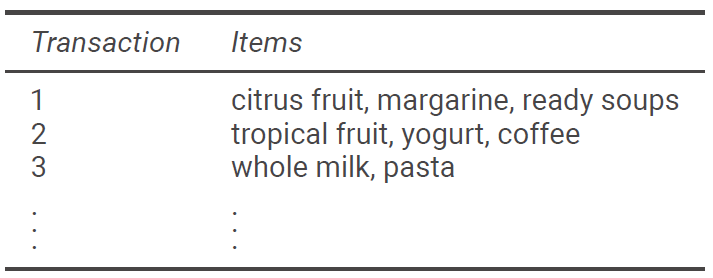 Transaction Items
1 citrus fruit, margarine, ready soups
2 tropical fruit, yogurt, coffee
3 whole milk, pasta
. .
. .
. .